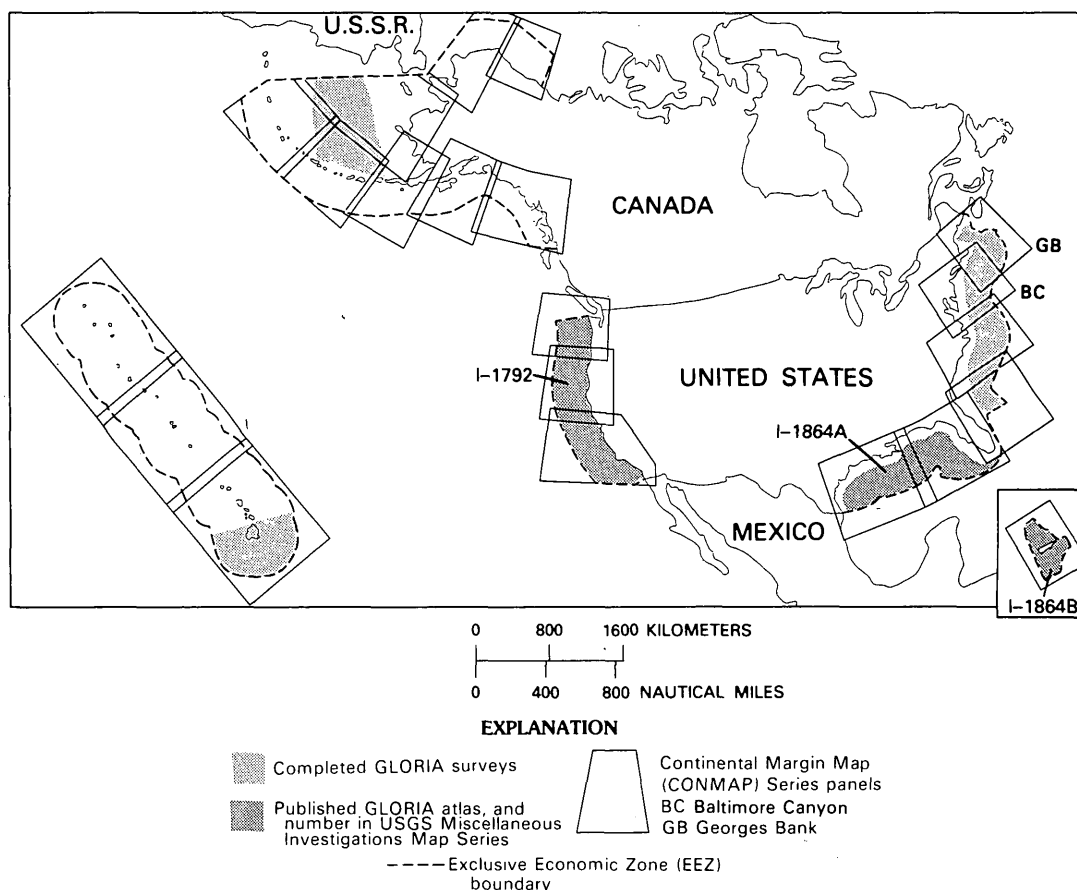 U.S.S.R.
CANADA
GB
BC
I-1792
UNITED STATES
I-1864A
MEXICO
I-1864B
0 800 1600 KILOMETERS
0 400 800 NAUTICAL MILES
EXPLANATION
Completed GLORIA surveys
Published GLORIA atlas, and
number in USGS Miscellaneous
Investigations Map Series
Continental Margin Map
(CONMAP) Series panels
BC Baltimore Canyon
GB Georges Bank
Exclusive Economic Zone (EEZ)
boundary